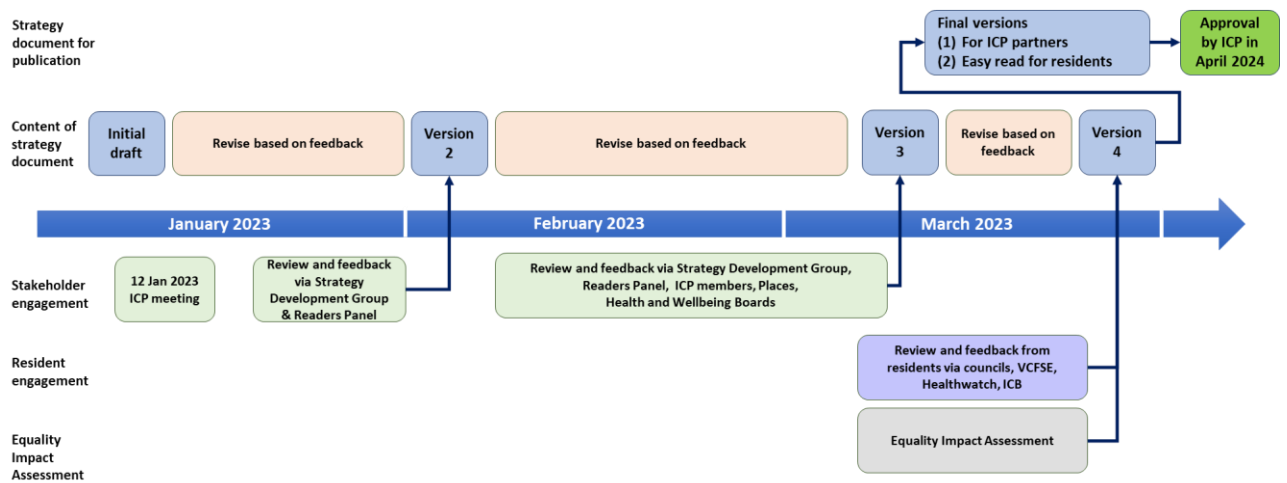 Strategy
document for
publication
Final versions
(1) For ICP partners
(2) Easy read for residents
Approval
by ICP in
April 2024
Content of
strategy
document
Initial
draft
Revise based on feedback
Version
2
Revise based on feedback
Version
3
Revise based on
feedback
Version
4
January 2023
February 2023
March 2023
Stakeholder
engagement
12 Jan 2023
ICP meeting
Review and feedback
via Strategy
Development Group
& Readers Panel
Review and feedback via Strategy Development Group,
Readers Panel, ICP members, Places,
Health and Wellbeing Boards
Resident
engagement
Review and feedback from
residents via councils, VCFSE,
Healthwatch, ICB
Equality
Impact
Assessment
Equality Impact Assessment